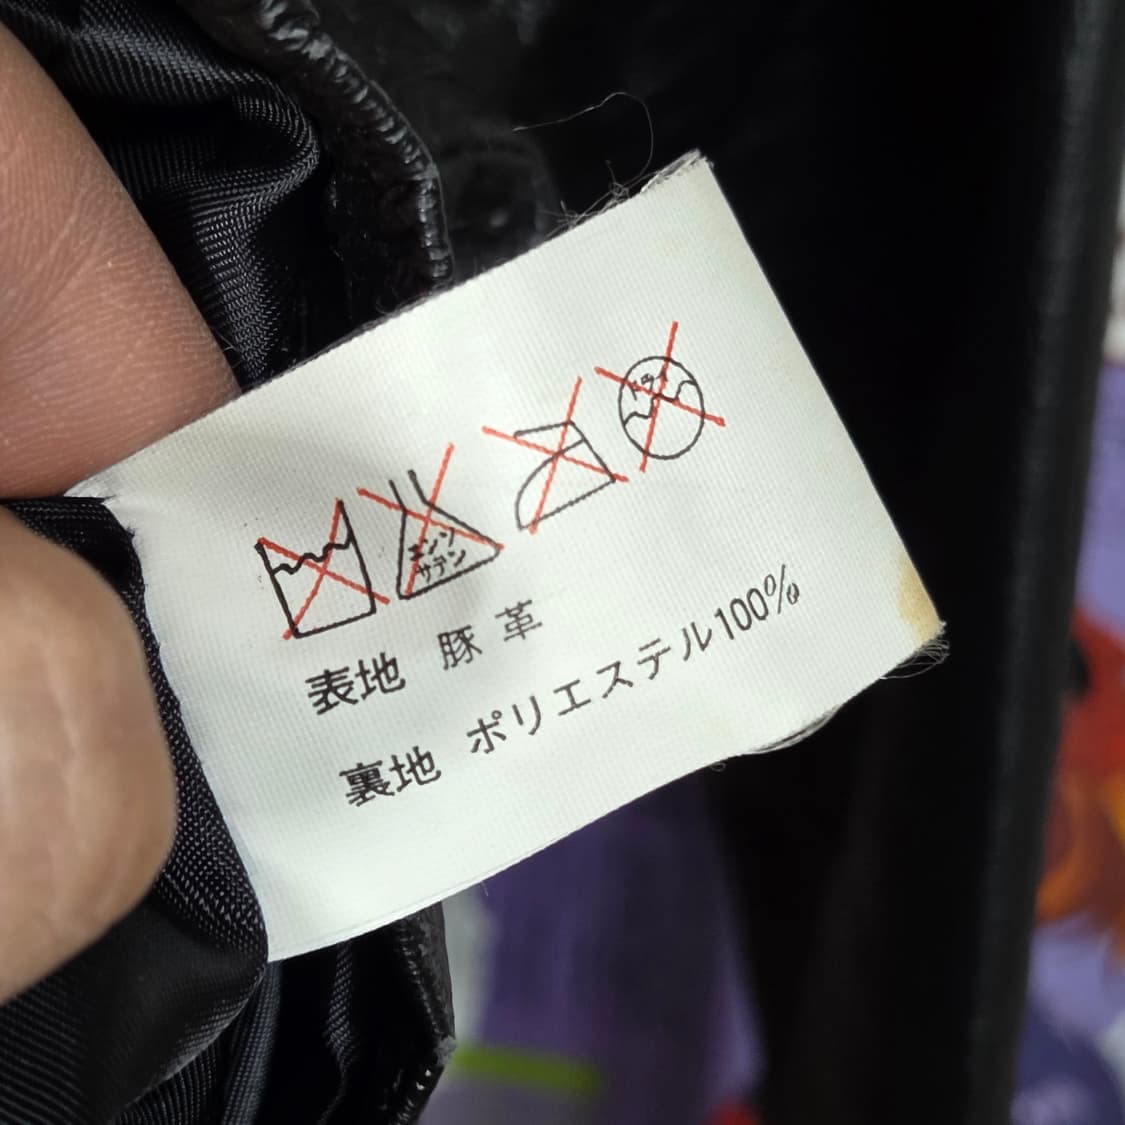 エンソ
サラシ
ドライ
表地 豚革
裏地 ポリエステル100%